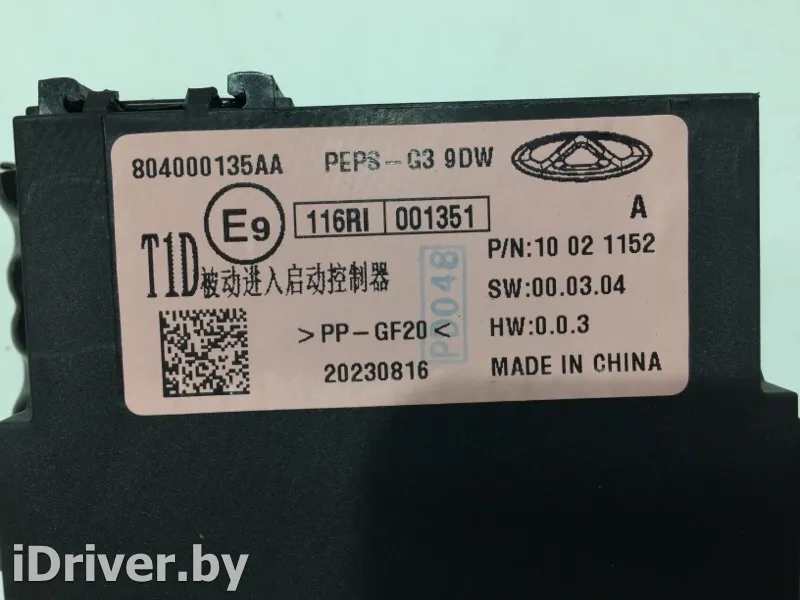 804000135AA PEPS-G3 9DW
E9 116RI 001351 A
T1D被动进入启动控制器 P/N:10 02 1152
PD048
SW:00.03.04
>PP-GF20< HW:0.0.3
20230816 MADE IN CHINA
iDriver.by